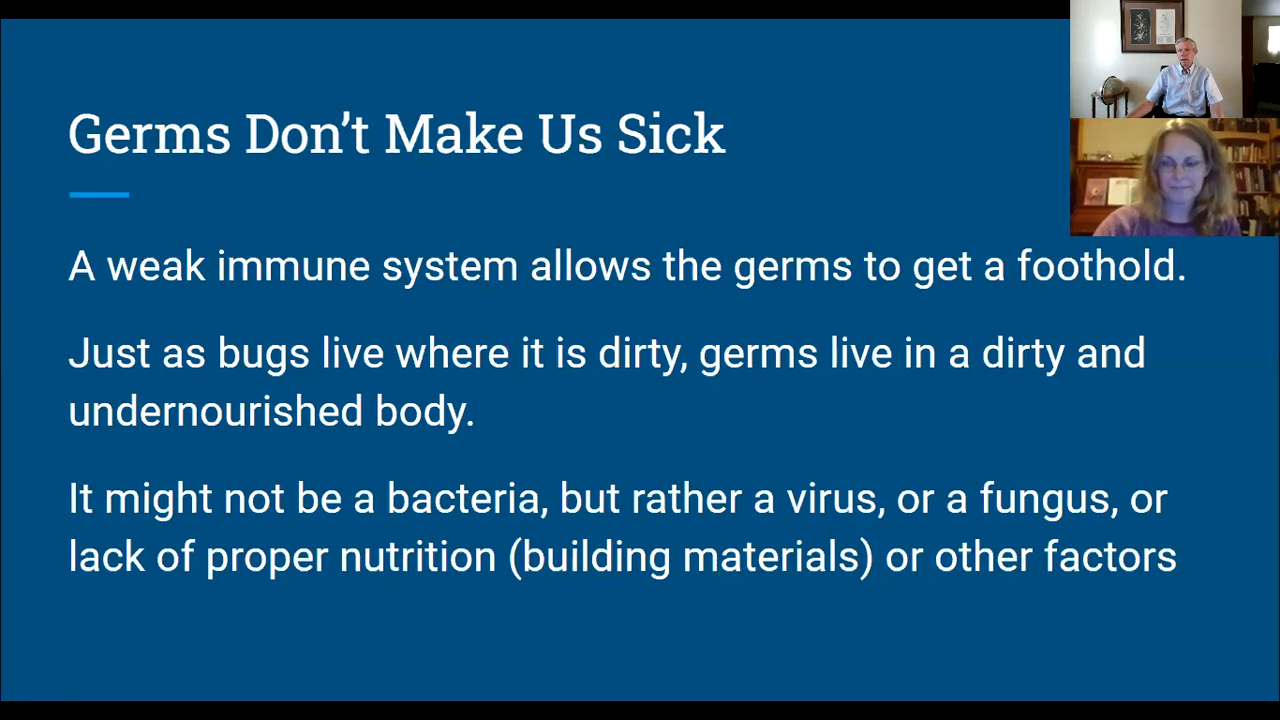 Germs Don't Make Us Sick
A weak immune system allows the germs to get a foothold.
Just as bugs live where it is dirty, germs live in a dirty and
undernourished body.
It might not be a bacteria, but rather a virus, or a fungus, or
lack of proper nutrition (building materials) or other factors